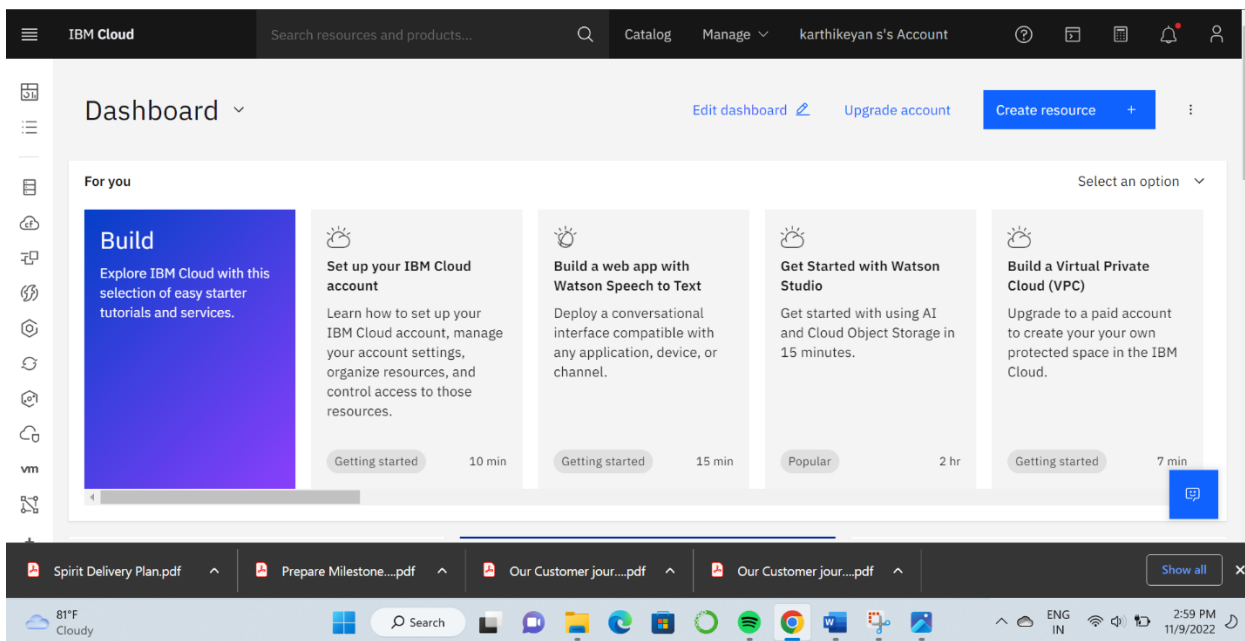 IBM Cloud
Search resources and products...
Catalog
Manage
karthikeyan s's Account
Dashboard
Edit dashboard
Upgrade account
Create resource +
For you
Select an option
Build
Explore IBM Cloud with this
selection of easy starter
tutorials and services.
Set up your IBM Cloud
account
Learn how to set up your
IBM Cloud account, manage
your account settings,
organize resources, and
control access to those
resources.
Getting started
10 min
Build a web app with
Watson Speech to Text
Deploy a conversational
interface compatible with
any application, device, or
channel.
Getting started
15 min
Get Started with Watson
Studio
Get started with using AI
and Cloud Object Storage in
15 minutes.
Popular
2 hr
Build a Virtual Private
Cloud (VPC)
Upgrade to a paid account
to create your your own
protected space in the IBM
Cloud.
Getting started
7 min
cf
vm
Spirit Delivery Plan.pdf
Prepare Milestone....pdf
Our Customer jour....pdf
Our Customer jour....pdf
Show all
81°F
Cloudy
Search
ENG
IN
2:59 PM
11/9/2022